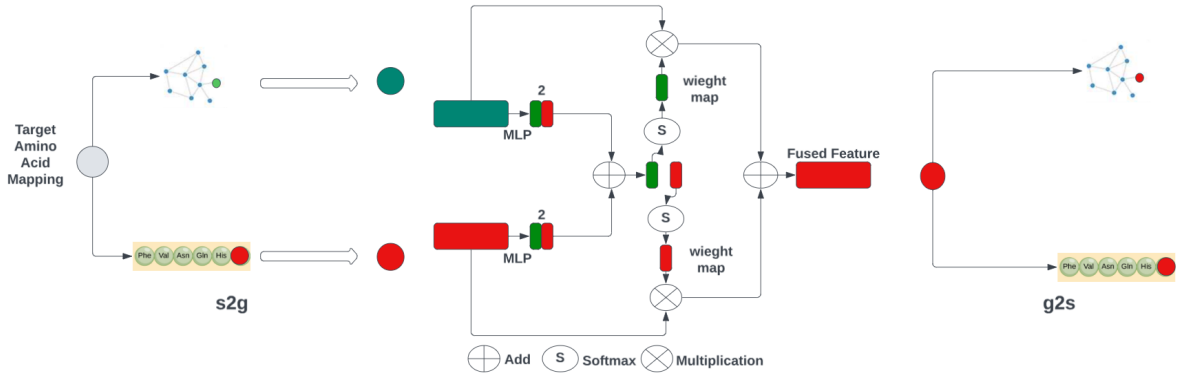 Target
Amino
Acid
Mapping
Phe Val Asn Gln His
s2g
2
MLP
2
MLP
wieght
map
S
S
wieght
map
Fused Feature
Add
S
Softmax
Multiplication
Phe Val Asn Gln His
g2s